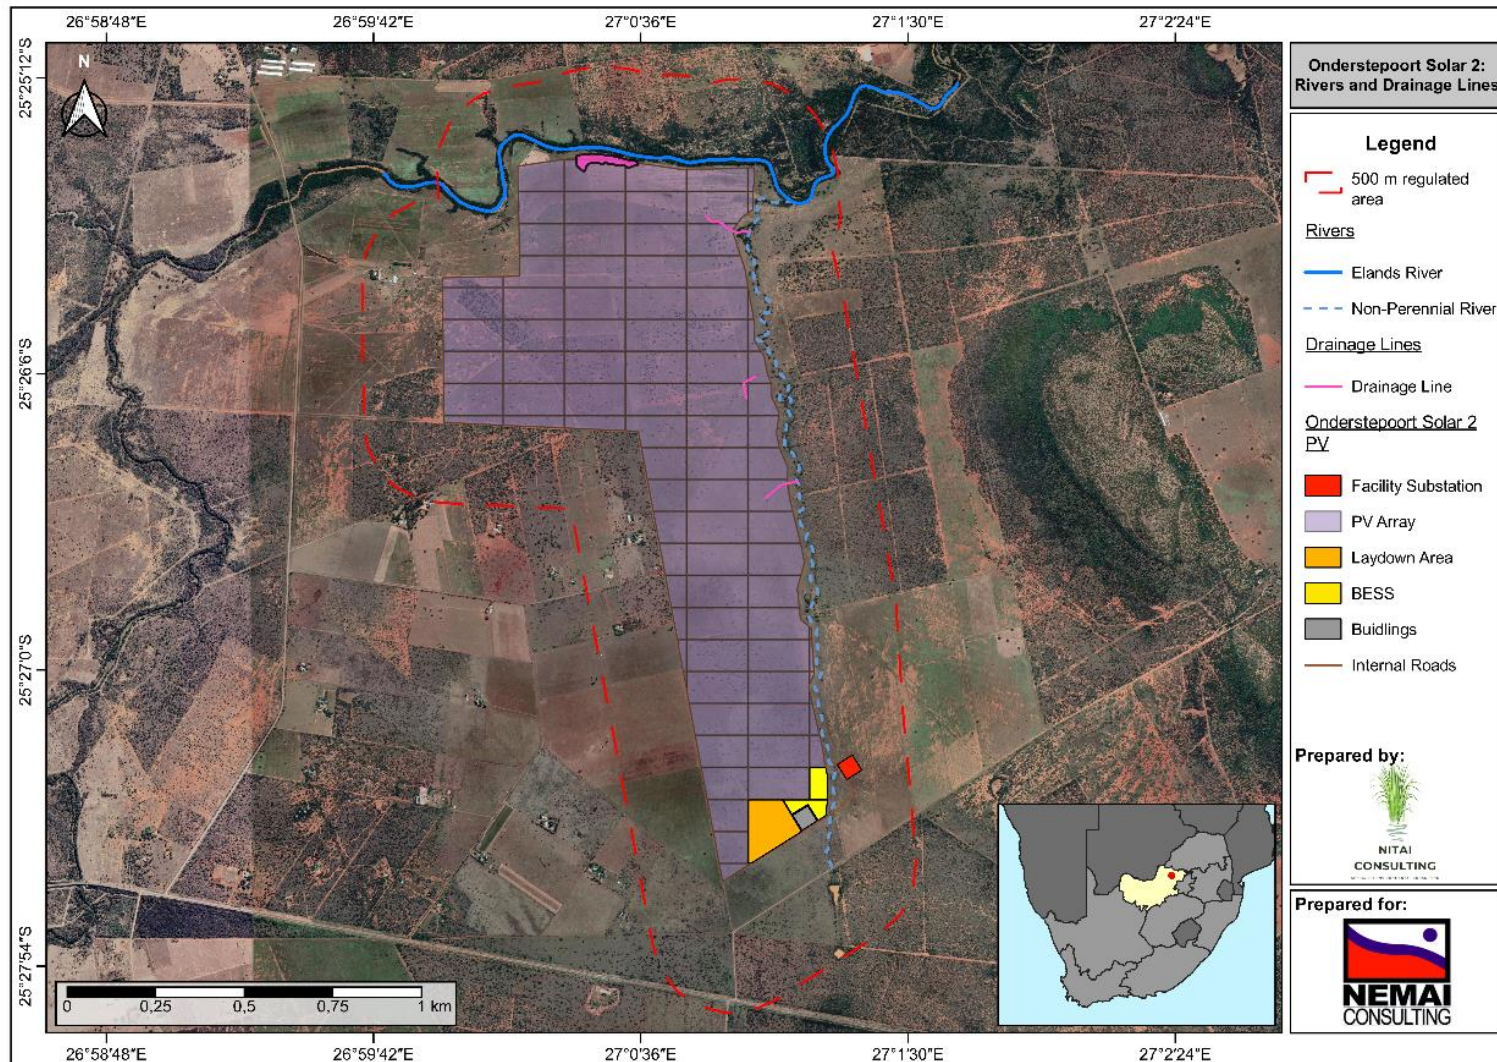 26°58'48"E
26°59'42"E
27°0'36"E
27°1'30"E
27°2'24"E
25°25'12"S
25°26'6"S
25°27'0"S
25°27'54"S
N
Onderstepoort Solar 2:
Rivers and Drainage Lines
Legend
500 m regulated
area
Rivers
Elands River
Non-Perennial River
Drainage Lines
Drainage Line
Onderstepoort Solar 2
PV
Facility Substation
PV Array
Laydown Area
BESS
Buidlings
Internal Roads
Prepared by:
NITAI
CONSULTING
Prepared for:
NEMAI
CONSULTING
0 0,25 0,5 0,75 1 km
26°58'48"E
26°59'42"E
27°0'36"E
27°1'30"E
27°2'24"E